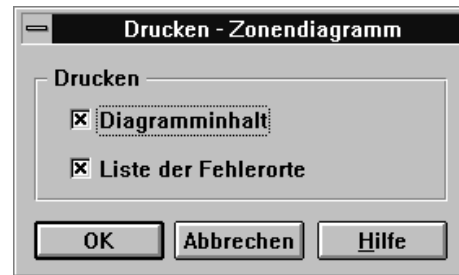 Drucken - Zonendiagramm
Drucken
Diagramminhalt
Liste der Fehlerorte
OK Abbrechen Hilfe